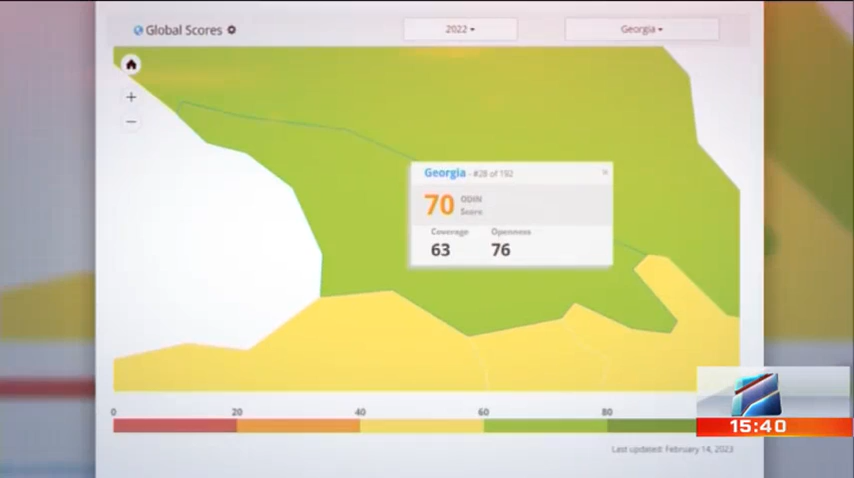 Global Scores
2022
Georgia
Georgia - #28 of 192
70 ODIN Score
Coverage Openness
63 76
0 20 40 60 80
Last updated: February 14, 2023
15:40